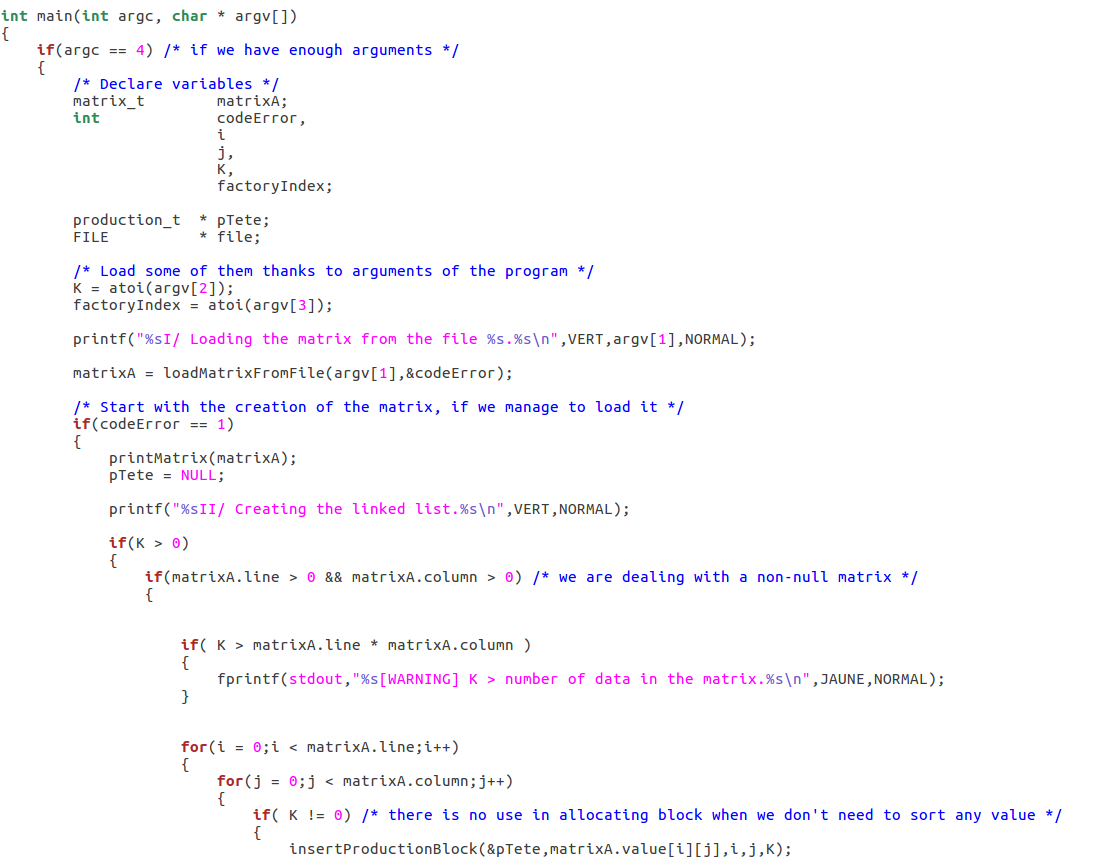 int main(int argc, char * argv[])
{
    if(argc == 4) /* if we have enough arguments */
    {
        /* Declare variables */
        matrix_t        matrixA;
        int             codeError,
                        i
                        j,
                        K,
                        factoryIndex;

        production_t  * pTete;
        FILE          * file;

        /* Load some of them thanks to arguments of the program */
        K = atoi(argv[2]);
        factoryIndex = atoi(argv[3]);

        printf("%sI/ Loading the matrix from the file %s.%s\n",VERT,argv[1],NORMAL);

        matrixA = loadMatrixFromFile(argv[1],&codeError);

        /* Start with the creation of the matrix, if we manage to load it */
        if(codeError == 1)
        {
            printMatrix(matrixA);
            pTete = NULL;

            printf("%sII/ Creating the linked list.%s\n",VERT,NORMAL);

            if(K > 0)
            {
                if(matrixA.line > 0 && matrixA.column > 0) /* we are dealing with a non-null matrix */
                {


                    if( K > matrixA.line * matrixA.column )
                    {
                        fprintf(stdout,"%s[WARNING] K > number of data in the matrix.%s\n",JAUNE,NORMAL);
                    }


                    for(i = 0;i < matrixA.line;i++)
                    {
                        for(j = 0;j < matrixA.column;j++)
                        {
                            if( K != 0) /* there is no use in allocating block when we don't need to sort any value */
                            {
                                insertProductionBlock(&pTete,matrixA.value[i][j],i,j,K);